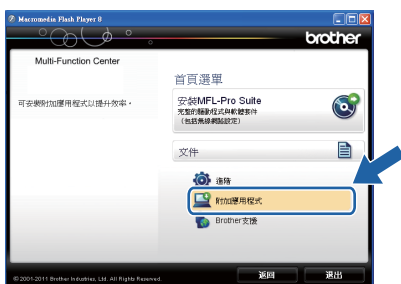 Macromedia Flash Player 8
brother
Multi-Function Center
首頁選單
可安裝附加應用程式以提升效率。
安裝MFL-Pro Suite
完整的驅動程式與軟體套件
(包括無線網路設定)
文件
進階
附加應用程式
Brother支援
© 2001-2011 Brother Industries, Ltd. All Rights Reserved.
返回
退出